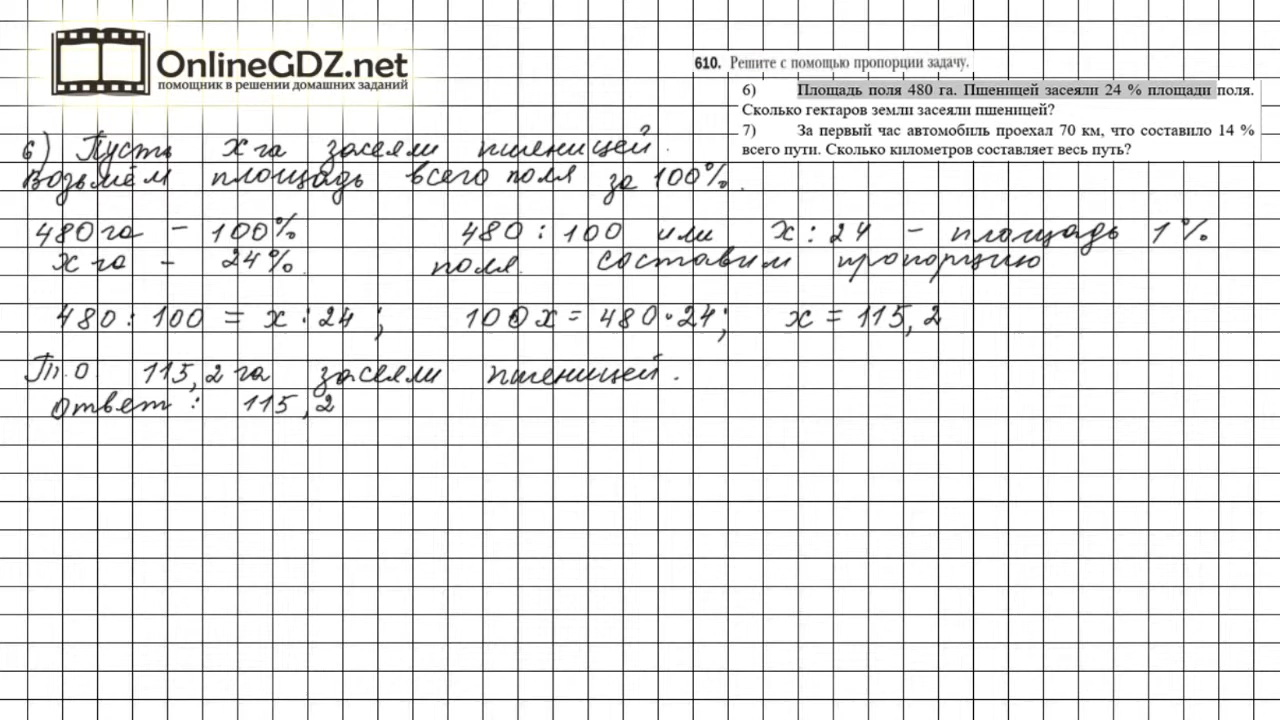 OnlineGDZ.net
помощник в решении домашних заданий
610. Решите с помощью пропорции задачу.
6) Площадь поля 480 га. Пшеницей засеяли 24 % площади поля.
Сколько гектаров земли засеяли пшеницей?
7) За первый час автомобиль проехал 70 км, что составило 14 %
всего пути. Сколько километров составляет весь путь?
6) Пусть х га засеяли пшеницей.
Возьмём площадь всего поля за 100%.
480 га - 100% 480 : 100 или х : 24 - площадь 1%
х га - 24%. поля. составим пропорцию
480 : 100 = х : 24 ; 100х = 480 · 24; х = 115,2
Т.о. 115,2 га засеяли пшеницей.
Ответ : 115,2